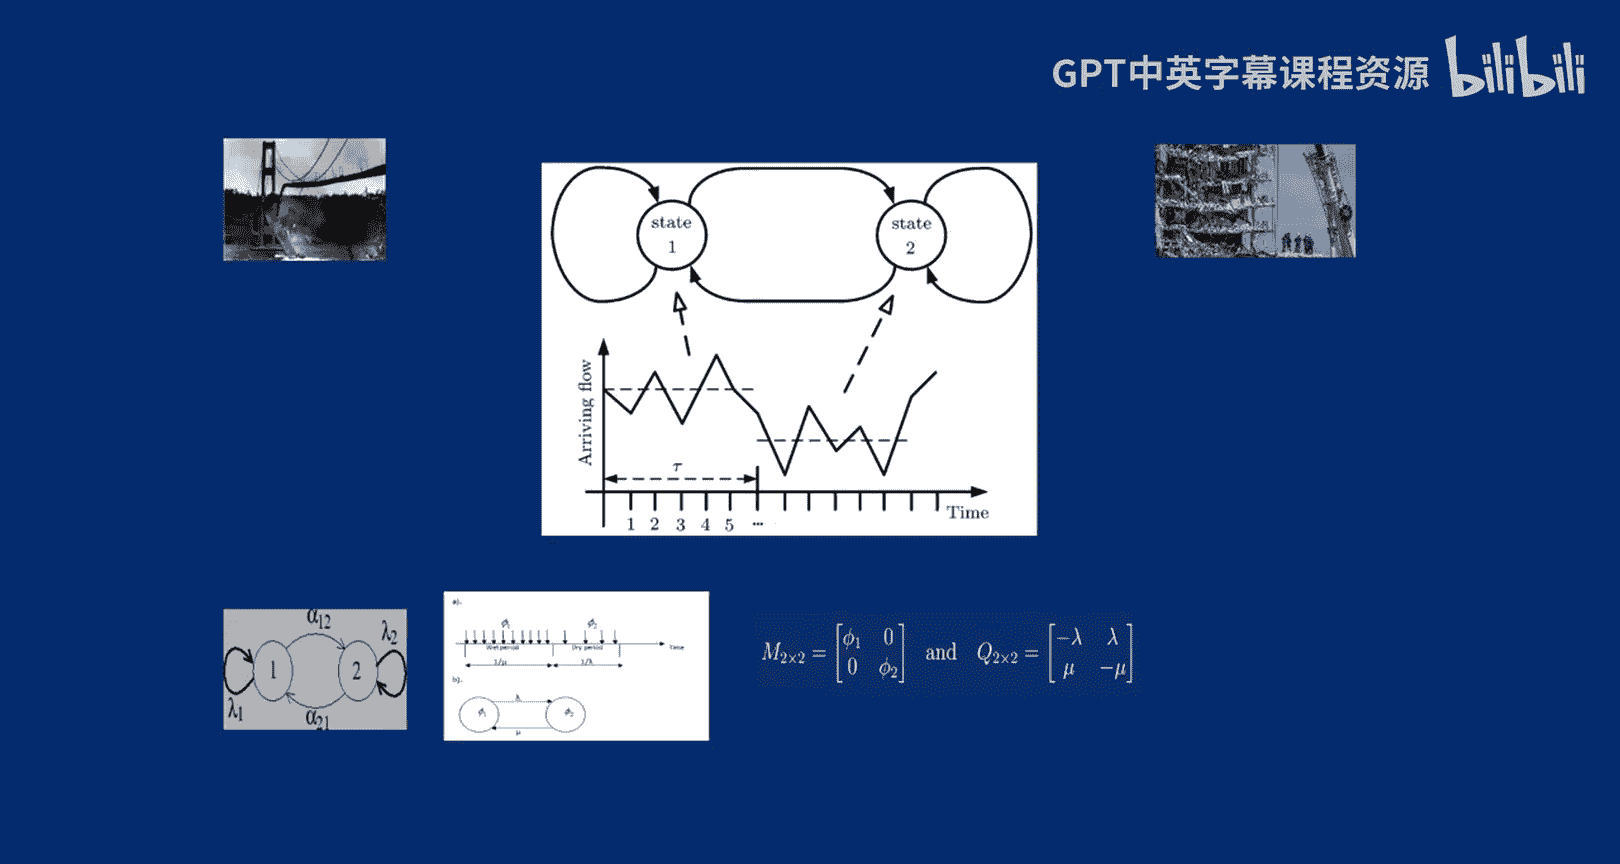 GPT中英字幕课程资源 bilibili
state
1
state
2
Arriving flow
τ
1 2 3 4 5 ...
Time
α12
λ2
1
2
λ1
α21
a).
ϕ1 ϕ2
Wet period Dry period Time
1/μ 1/λ
b).
λ
ϕ1 ϕ2
μ
M2×2 = [ϕ1 0 0 ϕ2] and Q2×2 = [−λ λ μ −μ]